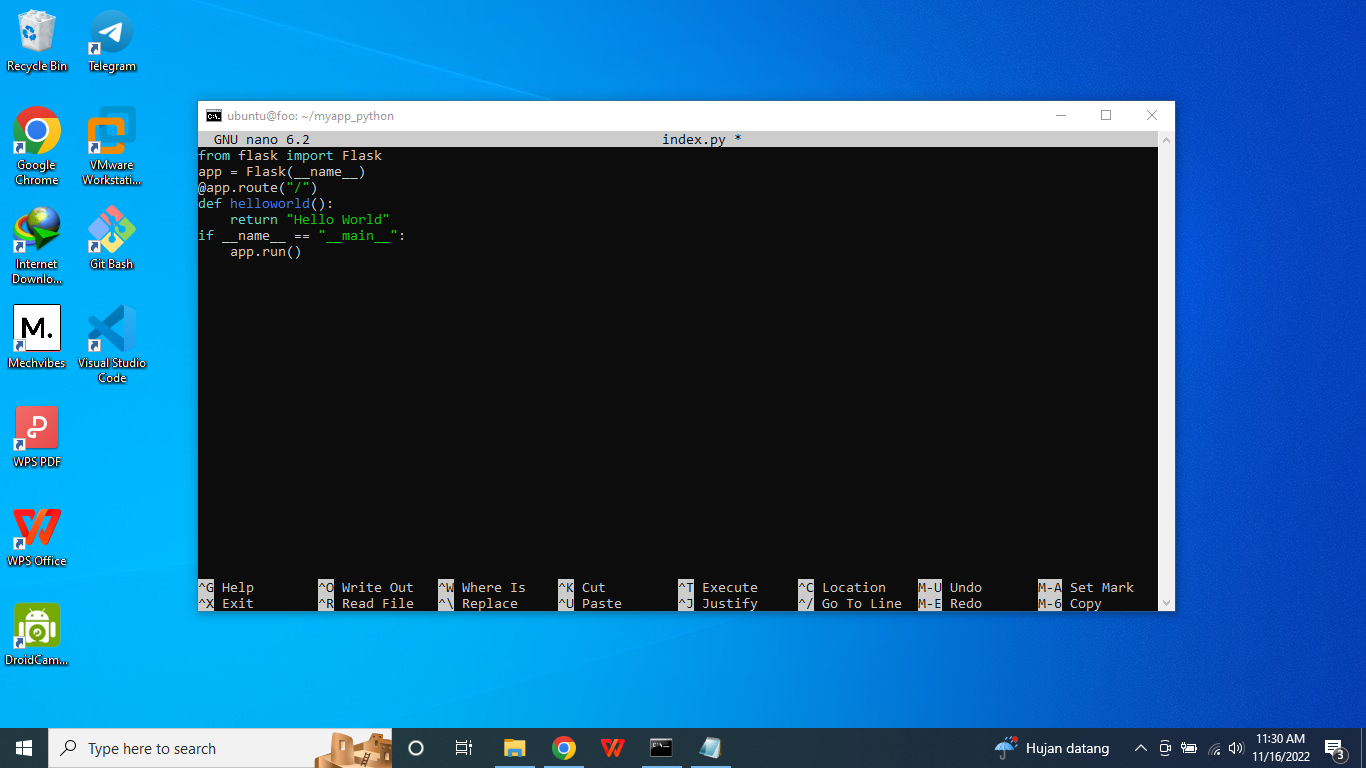 Recycle Bin
Telegram
Google
Chrome
VMware
Workstati...
Internet
Downlo...
Git Bash
M.
Mechvibes
Visual Studio
Code
WPS PDF
WPS Office
DroidCam...
ubuntu@foo: ~/myapp_python
GNU nano 6.2 index.py *
from flask import Flask
app = Flask(__name__)
@app.route("/")
def helloworld():
    return "Hello World"
if __name__ == "__main__":
    app.run()
^G Help ^O Write Out ^W Where Is ^K Cut ^T Execute ^C Location M-U Undo M-A Set Mark
^X Exit ^R Read File ^\ Replace ^U Paste ^J Justify ^/ Go To Line M-E Redo M-6 Copy
Type here to search
Hujan datang
11:30 AM
11/16/2022
3